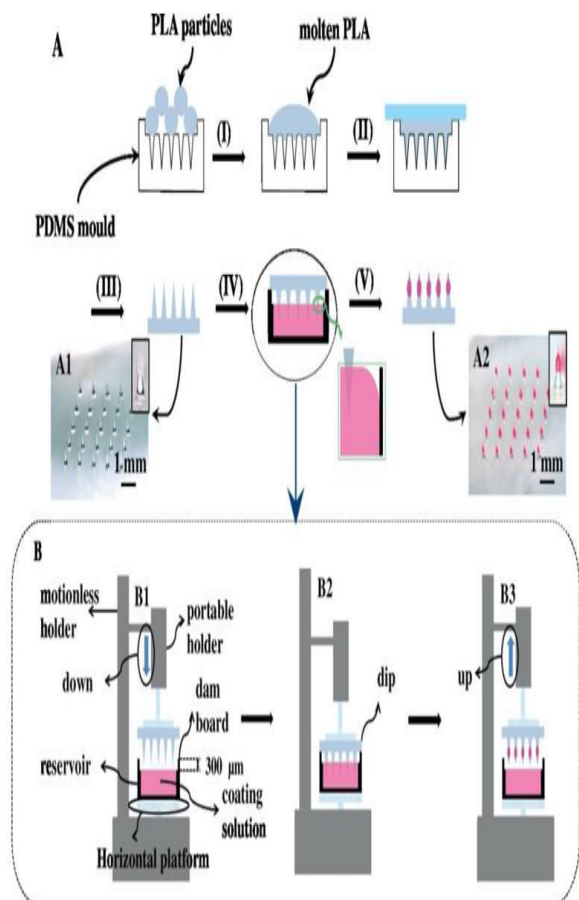 A
PLA particles
molten PLA
(I)
(II)
PDMS mould
(III)
(IV)
(V)
A1
1 mm
A2
1 mm
B
B1
motionless
holder
portable
holder
down
dam
board
reservoir
300 μm
coating
solution
Horizontal platform
B2
dip
B3
up